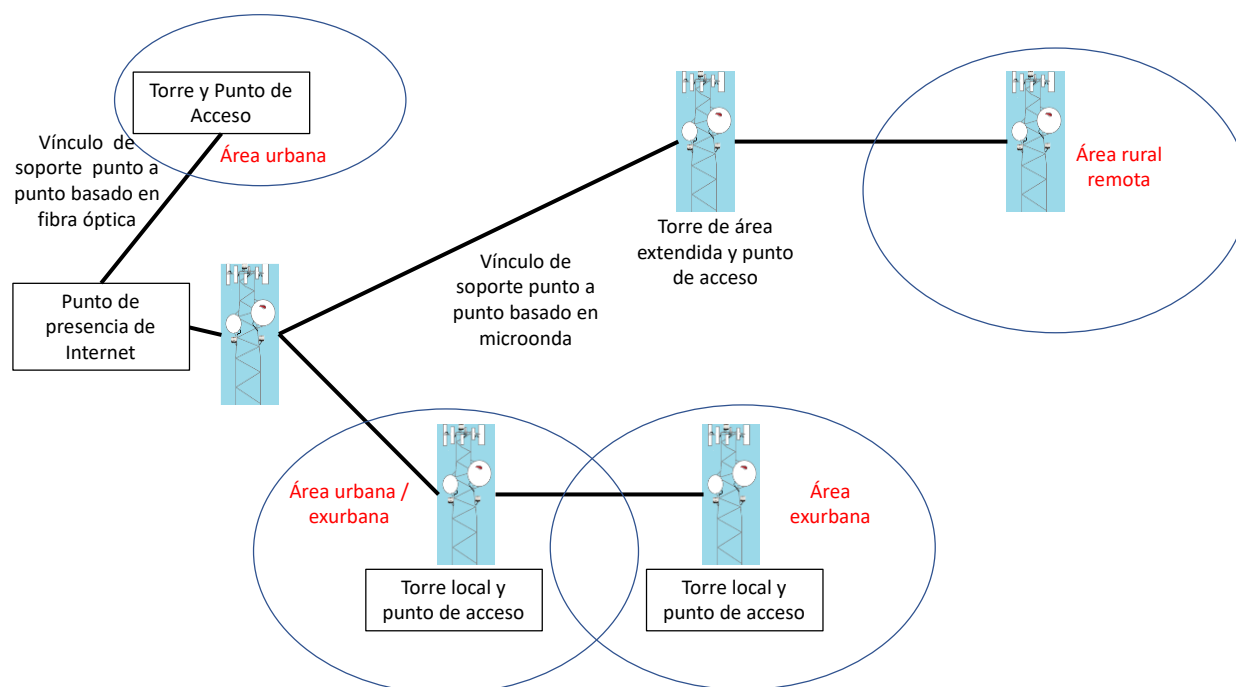 Torre y Punto de
Acceso
Área urbana
Vínculo de
soporte punto a
punto basado en
fibra óptica
Área rural
remota
Torre de área
extendida y punto
de acceso
Vínculo de
soporte punto a
punto basado en
microonda
Punto de
presencia de
Internet
Área urbana /
exurbana
Área
exurbana
Torre local y
punto de acceso
Torre local y
punto de acceso